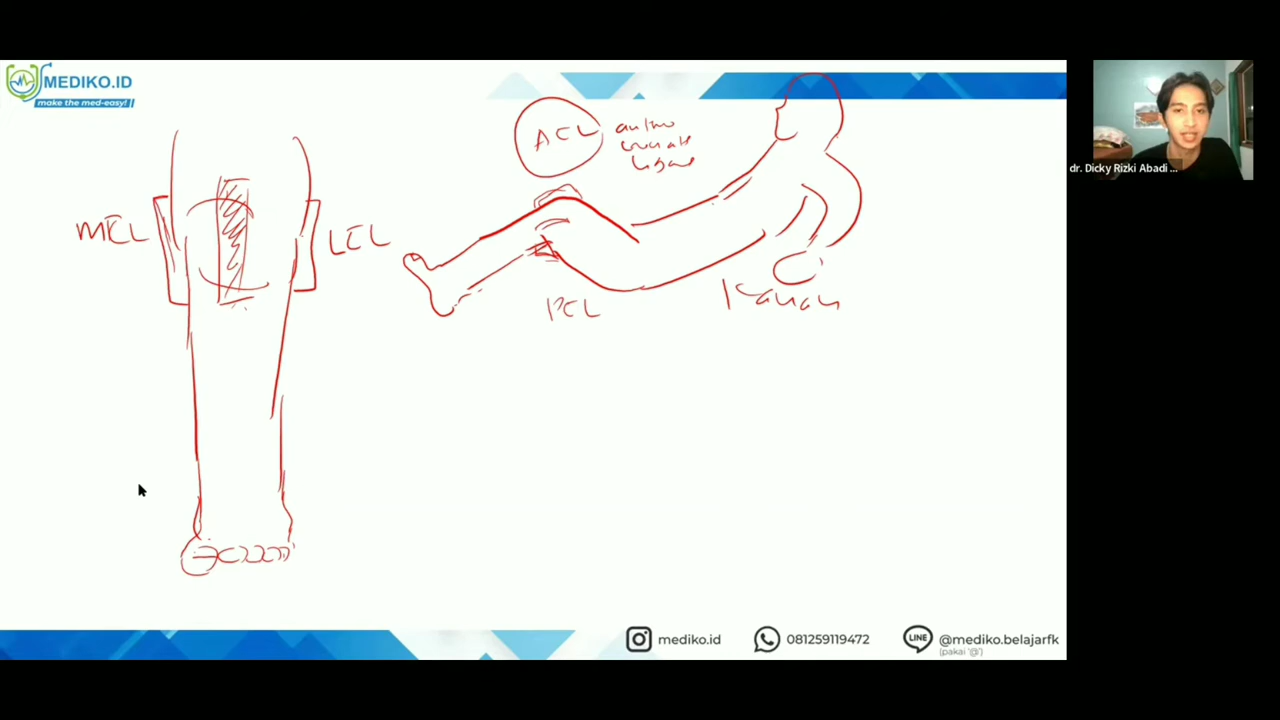 MEDIKO.ID
make the med-easy!
ACL
MCL
LCL
PCL
Kanan
dr. Dicky Rizki Abadi ...
mediko.id
081259119472
@mediko.belajarfk
(pakai '@')